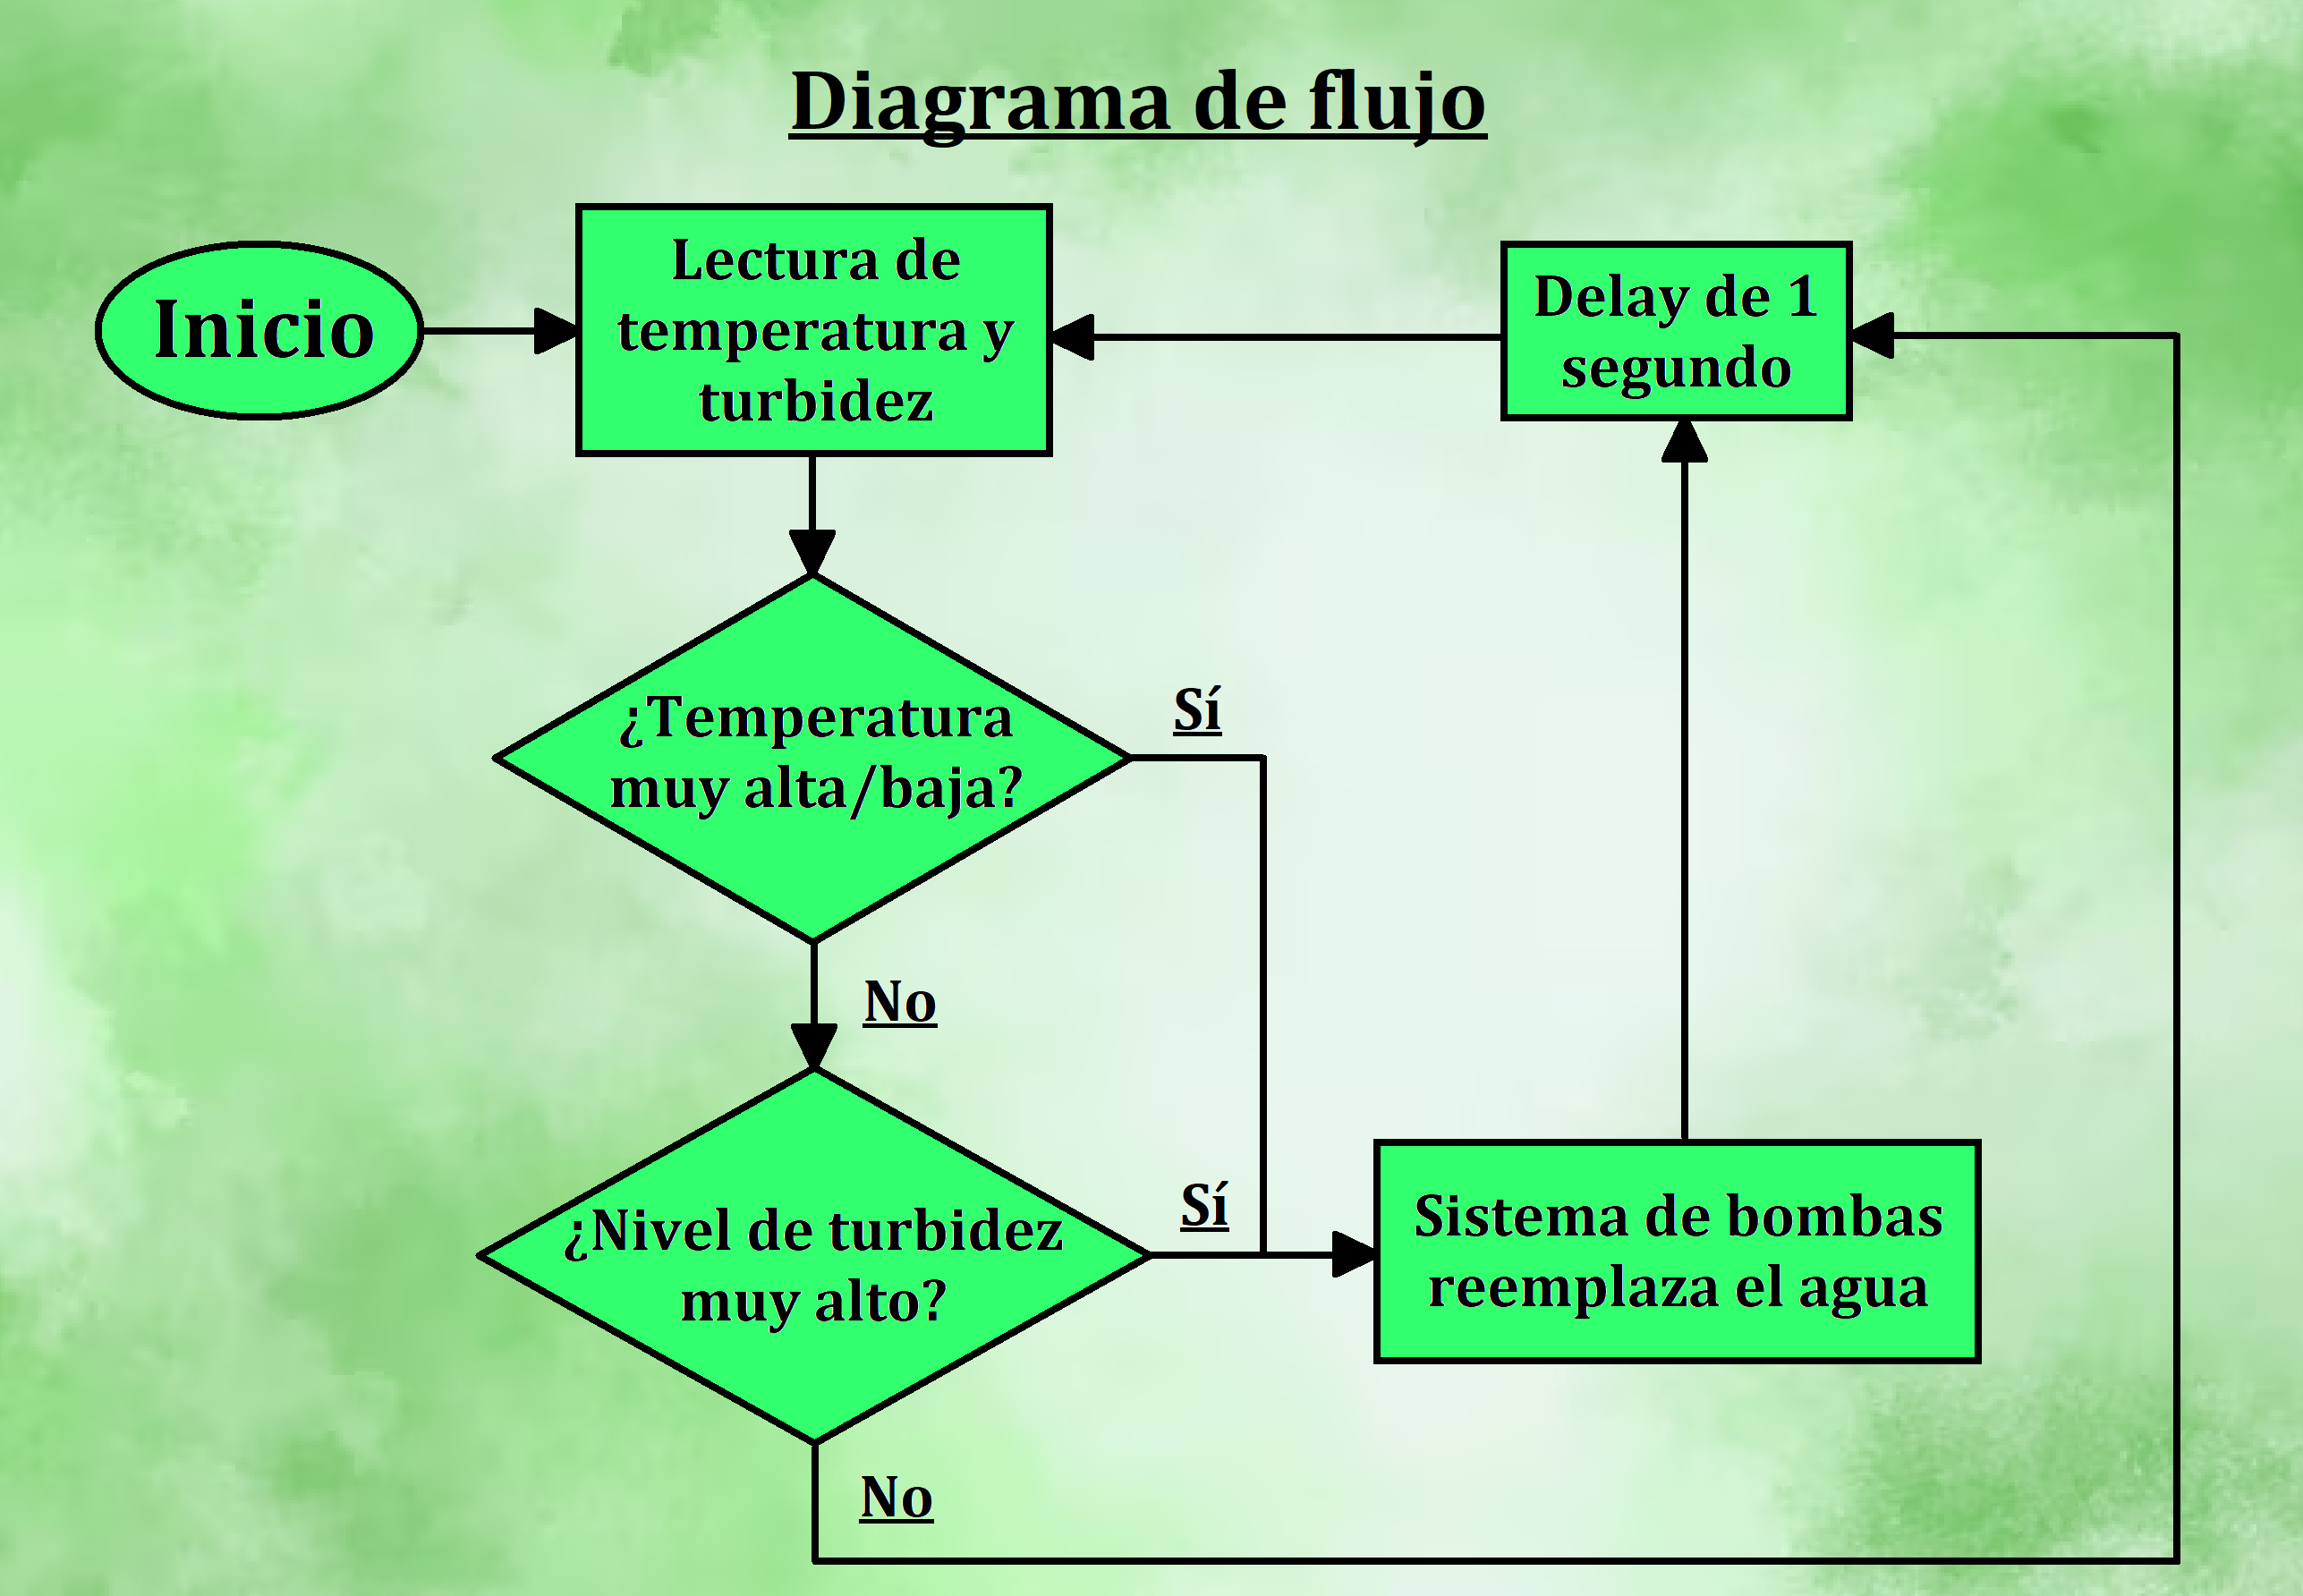 Diagrama de flujo
Inicio
Lectura de
temperatura y
turbidez
Delay de 1
segundo
¿Temperatura
muy alta/baja?
Sí
No
¿Nivel de turbidez
muy alto?
Sí
Sistema de bombas
reemplaza el agua
No